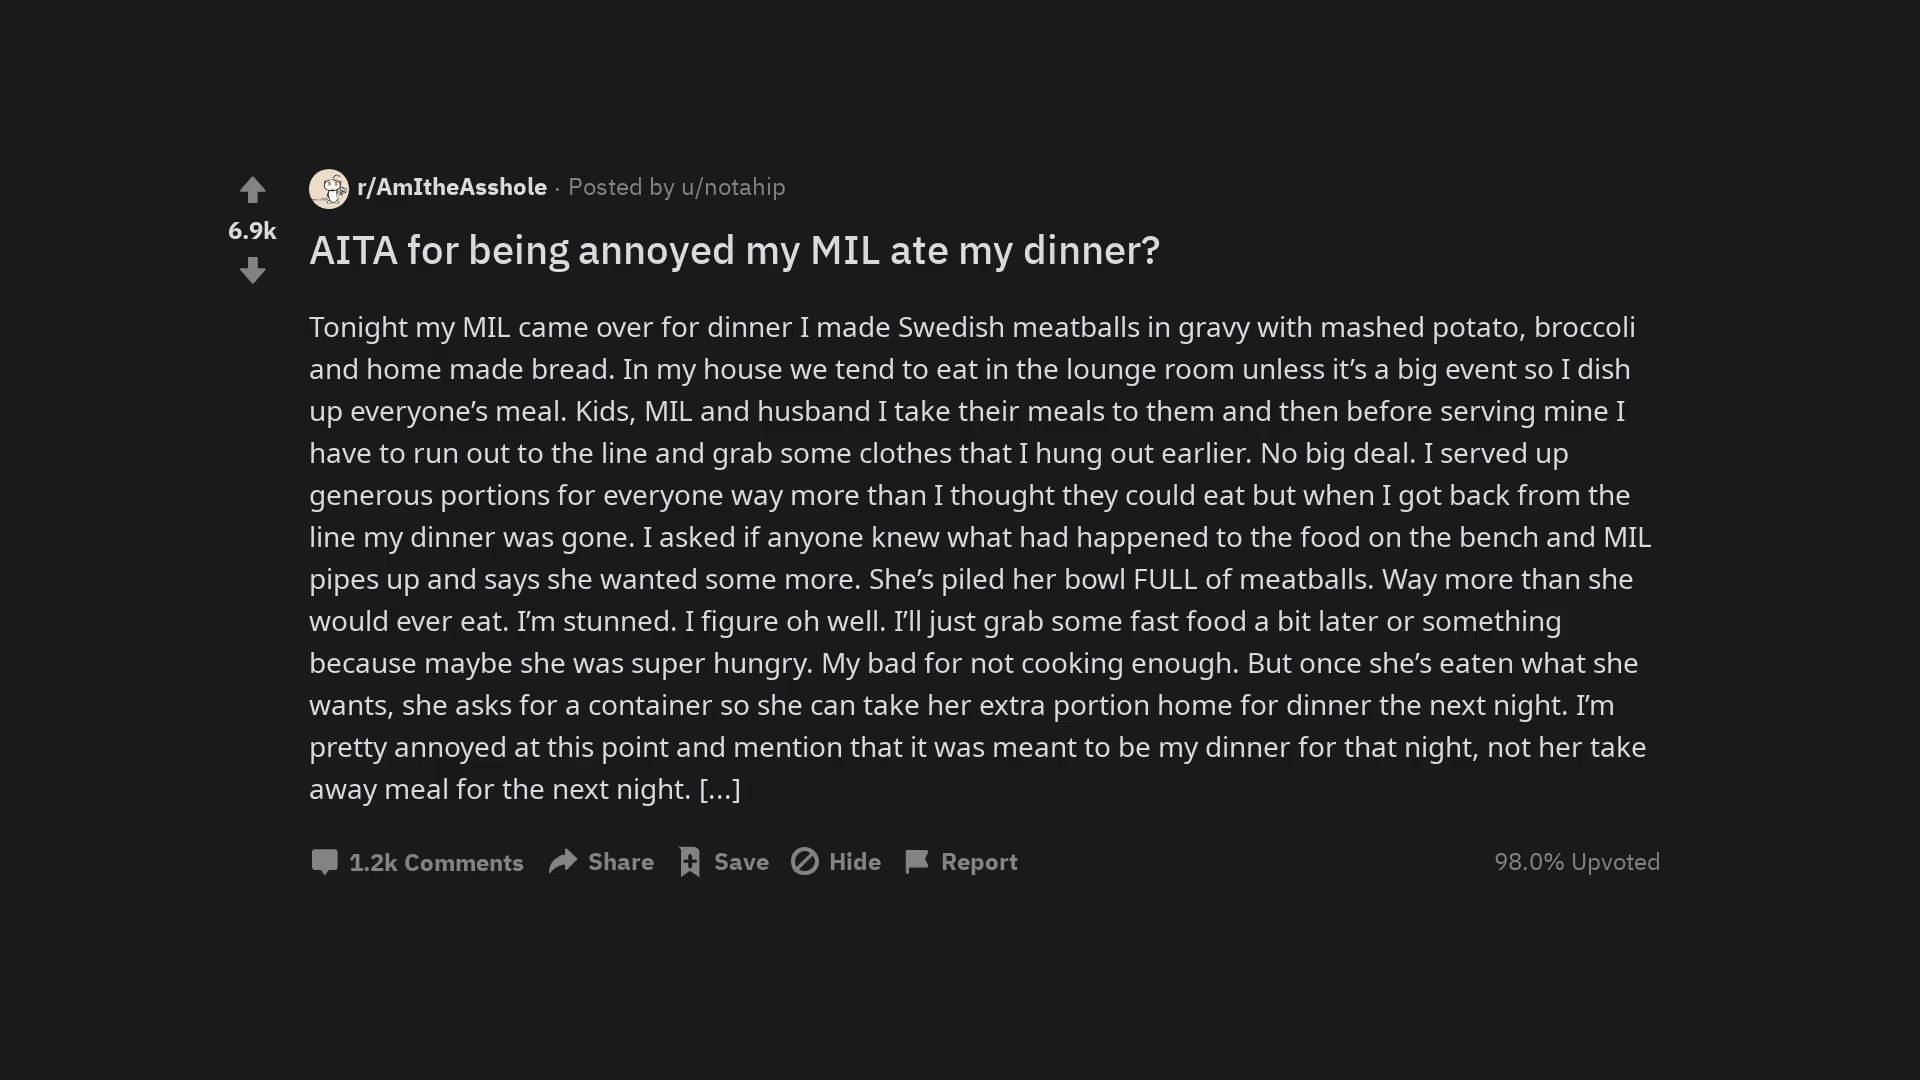 r/AmItheAsshole · Posted by u/notahip
6.9k
AITA for being annoyed my MIL ate my dinner?
Tonight my MIL came over for dinner I made Swedish meatballs in gravy with mashed potato, broccoli
and home made bread. In my house we tend to eat in the lounge room unless it’s a big event so I dish
up everyone’s meal. Kids, MIL and husband I take their meals to them and then before serving mine I
have to run out to the line and grab some clothes that I hung out earlier. No big deal. I served up
generous portions for everyone way more than I thought they could eat but when I got back from the
line my dinner was gone. I asked if anyone knew what had happened to the food on the bench and MIL
pipes up and says she wanted some more. She’s piled her bowl FULL of meatballs. Way more than she
would ever eat. I’m stunned. I figure oh well. I’ll just grab some fast food a bit later or something
because maybe she was super hungry. My bad for not cooking enough. But once she’s eaten what she
wants, she asks for a container so she can take her extra portion home for dinner the next night. I’m
pretty annoyed at this point and mention that it was meant to be my dinner for that night, not her take
away meal for the next night. [...]
1.2k Comments Share Save Hide Report 98.0% Upvoted